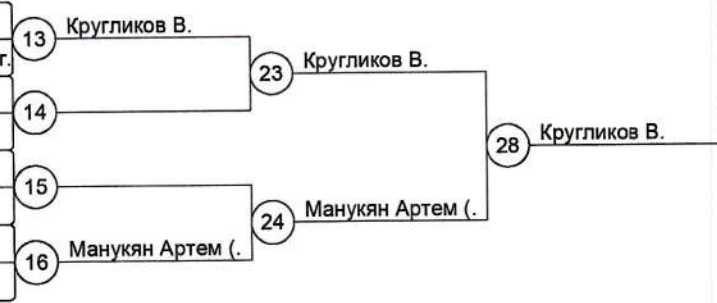 13
Кругликов В.
г.
23
Кругликов В.
14
28
Кругликов В.
15
24
Манукян Артем (.
16
Манукян Артем (.